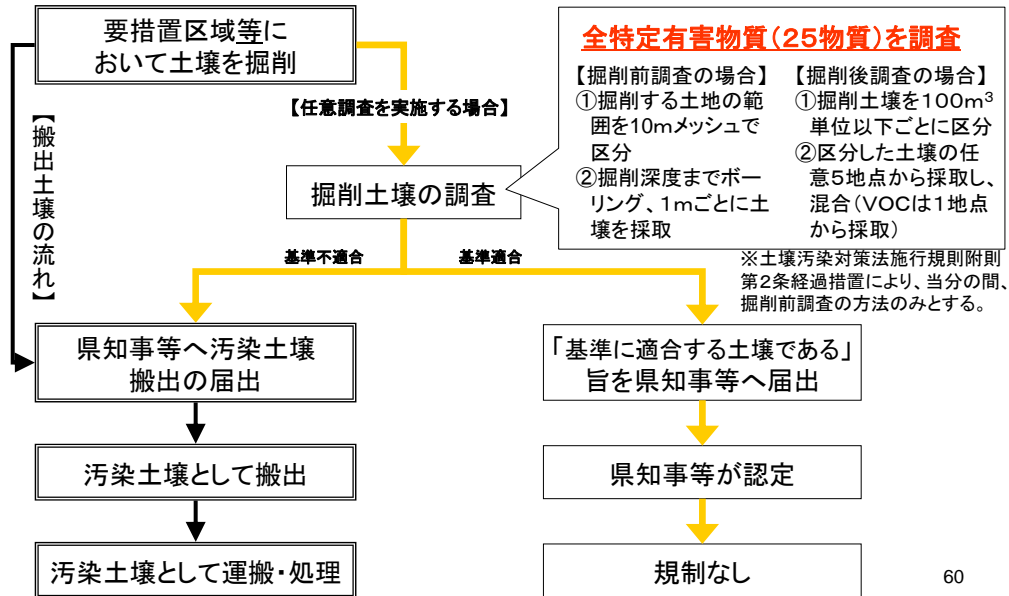 要措置区域等に
おいて土壌を掘削
【搬出土壌の流れ】
【任意調査を実施する場合】
掘削土壌の調査
全特定有害物質(25物質)を調査
【掘削前調査の場合】
①掘削する土地の範
囲を10mメッシュで
区分
②掘削深度までボー
リング、1mごとに土
壌を採取
【掘削後調査の場合】
①掘削土壌を100m³
単位以下ごとに区分
②区分した土壌の任
意5地点から採取し、
混合(VOCは1地点
から採取)
※土壌汚染対策法施行規則附則
第2条経過措置により、当分の間、
掘削前調査の方法のみとする。
基準不適合
基準適合
県知事等へ汚染土壌
搬出の届出
汚染土壌として搬出
汚染土壌として運搬・処理
「基準に適合する土壌である」
旨を県知事等へ届出
県知事等が認定
規制なし
60